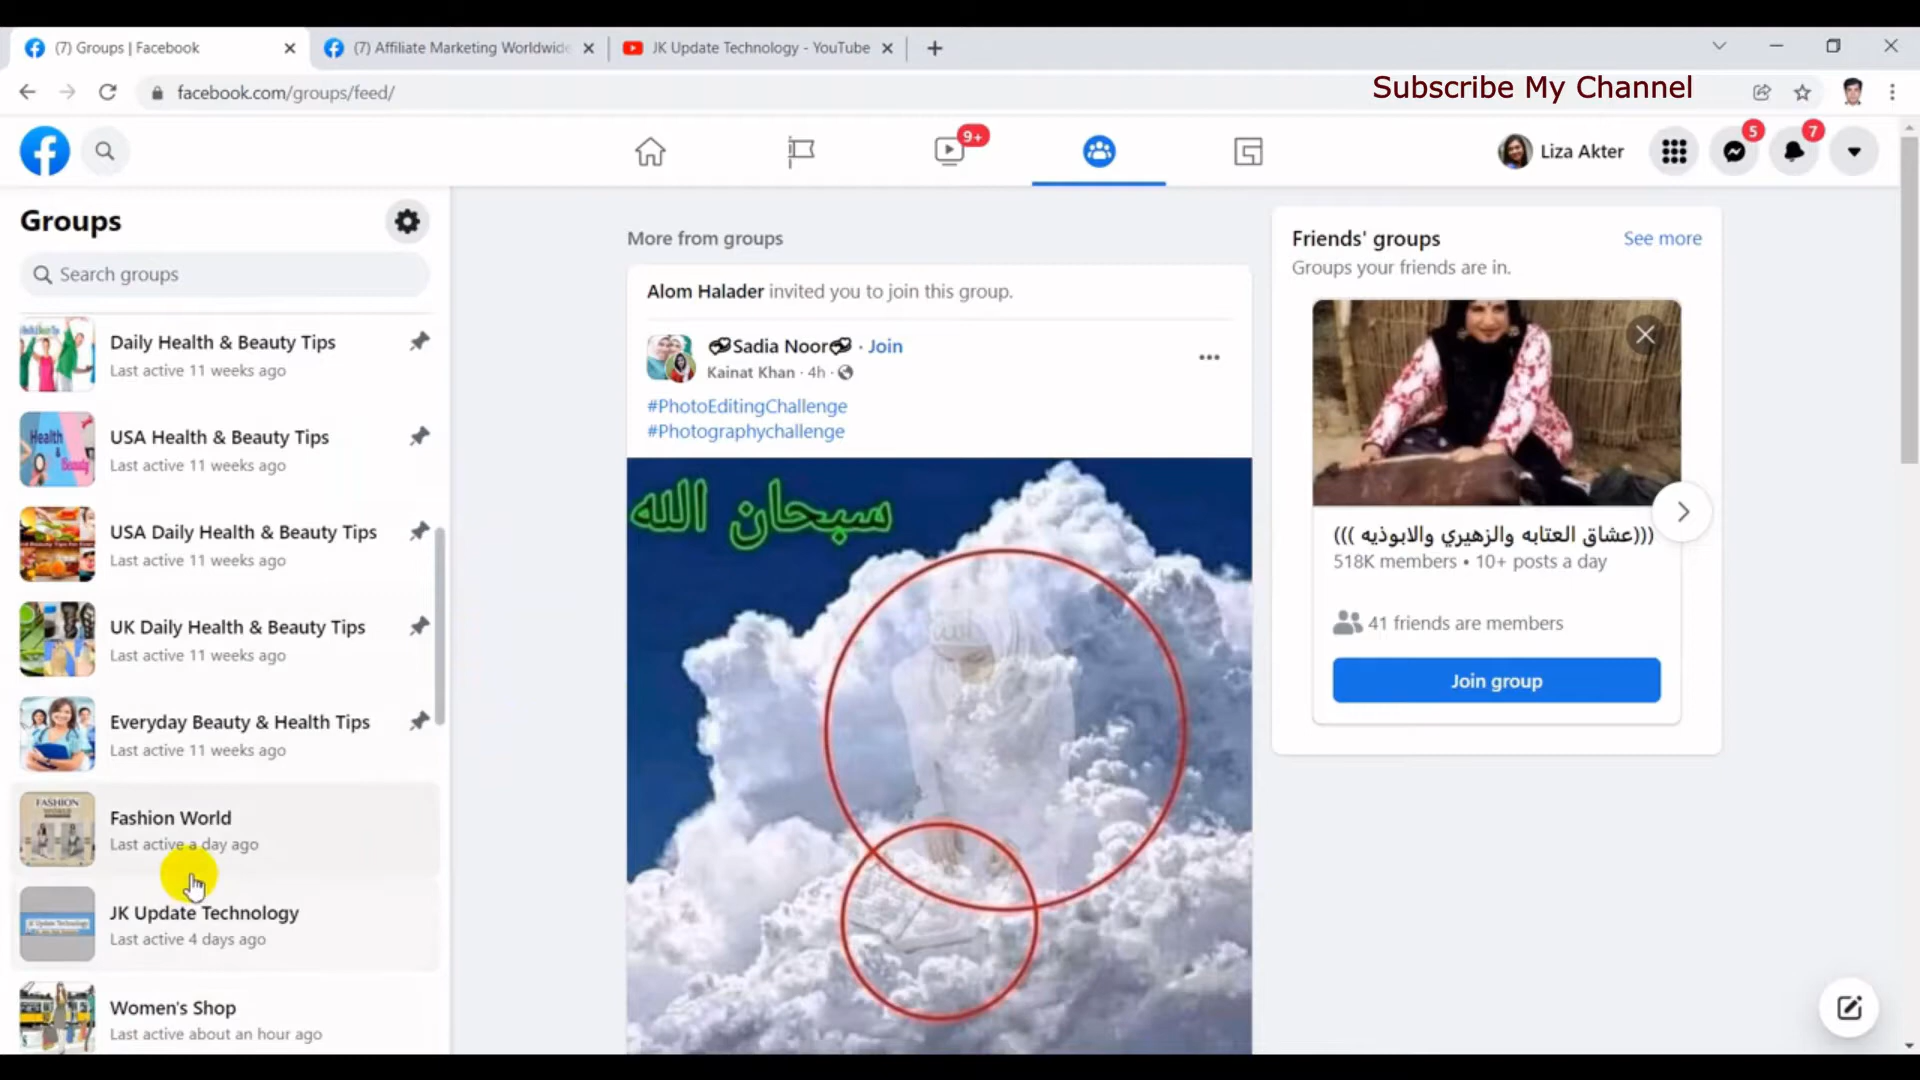 (7) Groups | Facebook
(7) Affiliate Marketing Worldwide
JK Update Technology - YouTube
facebook.com/groups/feed/
Subscribe My Channel
9+
Liza Akter
5
7
Groups
Search groups
Daily Health & Beauty Tips
Last active 11 weeks ago
Health
&
Beauty
USA Health & Beauty Tips
Last active 11 weeks ago
USA Daily Health & Beauty Tips
Last active 11 weeks ago
UK Daily Health & Beauty Tips
Last active 11 weeks ago
Everyday Beauty & Health Tips
Last active 11 weeks ago
FASHION
Fashion World
Last active a day ago
JK Update Technology
JK Update Technology
Last active 4 days ago
Women's Shop
Last active about an hour ago
More from groups
Alom Halader invited you to join this group.
Sadia Noor · Join
Kainat Khan · 4h ·
#PhotoEditingChallenge
#Photographychallenge
سبحان الله
Friends' groups
See more
Groups your friends are in.
(((عشاق العتابه والزهيري والابوذيه )))
518K members • 10+ posts a day
41 friends are members
Join group